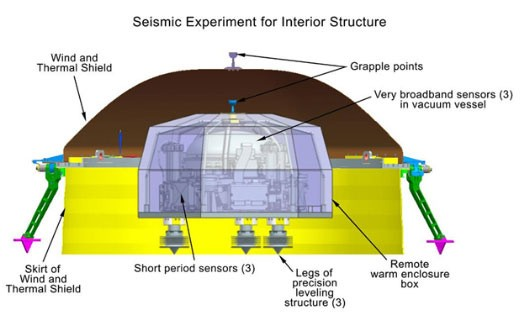 Seismic Experiment for Interior Structure
Wind and
Thermal Shield
Grapple points
Very broadband sensors (3)
in vacuum vessel
Skirt of
Wind and
Thermal Shield
Short period sensors (3)
Legs of
precision
leveling
structure (3)
Remote
warm enclosure
box